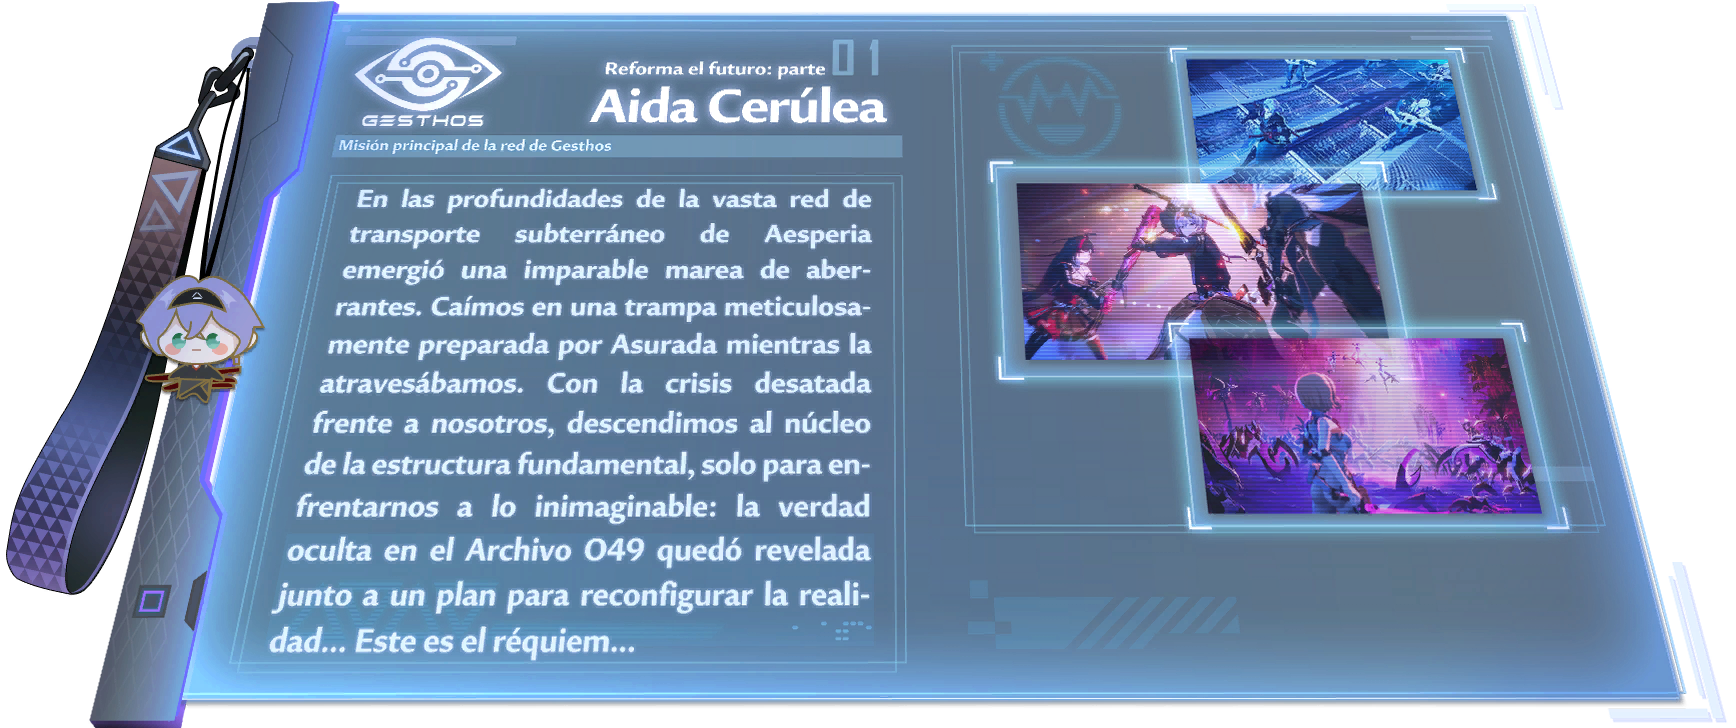 GESTHOS
Reforma el futuro: parte 01
Aida Cerúlea
Misión principal de la red de Gesthos
En las profundidades de la vasta red de
transporte subterráneo de Aesperia
emergió una imparable marea de aber-
rantes. Caímos en una trampa meticulosa-
mente preparada por Asurada mientras la
atravesábamos. Con la crisis desatada
frente a nosotros, descendimos al núcleo
de la estructura fundamental, solo para en-
frentarnos a lo inimaginable: la verdad
oculta en el Archivo O49 quedó revelada
junto a un plan para reconfigurar la reali-
dad... Este es el réquiem...